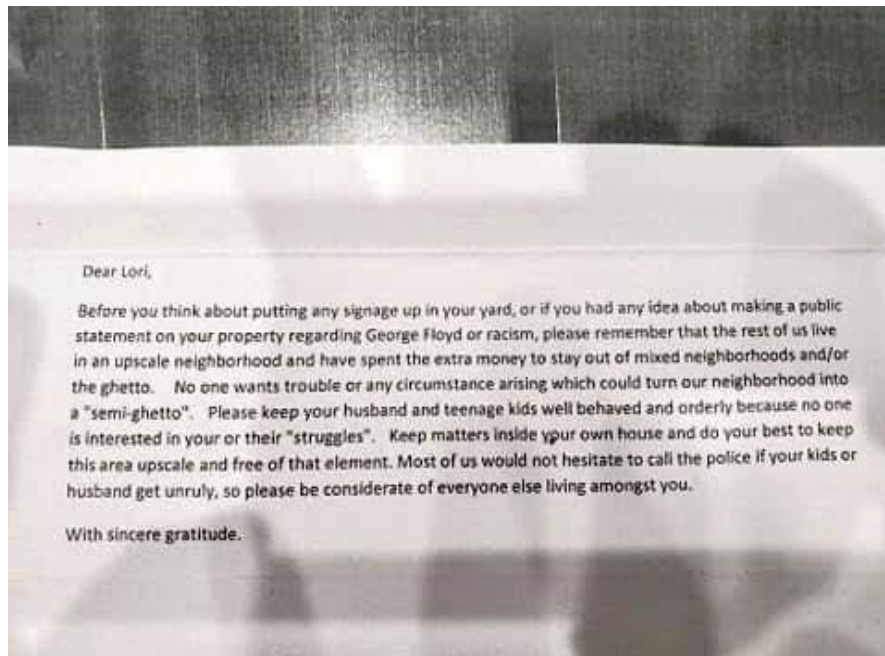 Dear Lori,
Before you think about putting any signage up in your yard, or if you had any idea about making a public
statement on your property regarding George Floyd or racism, please remember that the rest of us live
in an upscale neighborhood and have spent the extra money to stay out of mixed neighborhoods and/or
the ghetto. No one wants trouble or any circumstance arising which could turn our neighborhood into
a "semi-ghetto". Please keep your husband and teenage kids well behaved and orderly because no one
is interested in your or their "struggles". Keep matters inside your own house and do your best to keep
this area upscale and free of that element. Most of us would not hesitate to call the police if your kids or
husband get unruly, so please be considerate of everyone else living amongst you.
With sincere gratitude.